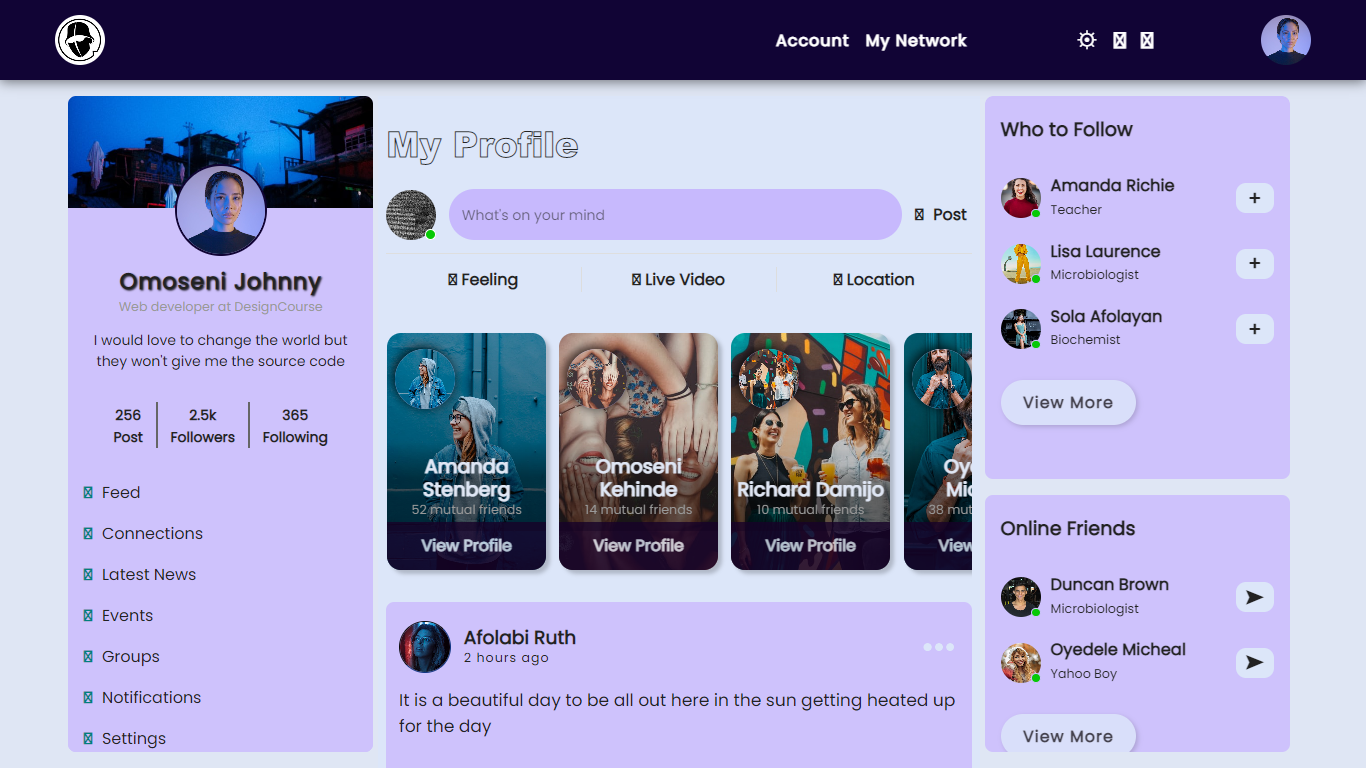 Account My Network
Omoseni Johnny
Web developer at DesignCourse
I would love to change the world but
they won't give me the source code
256
Post
2.5k
Followers
365
Following
Feed
Connections
Latest News
Events
Groups
Notifications
Settings
My Profile
What's on your mind
Post
Feeling
Live Video
Location
Amanda
Stenberg
52 mutual friends
View Profile
Omoseni
Kehinde
14 mutual friends
View Profile
Richard Damijo
10 mutual friends
View Profile
38 mut
View
Afolabi Ruth
2 hours ago
It is a beautiful day to be all out here in the sun getting heated up
for the day
Who to Follow
Amanda Richie
Teacher
+
Lisa Laurence
Microbiologist
+
Sola Afolayan
Biochemist
+
View More
Online Friends
Duncan Brown
Microbiologist
Oyedele Micheal
Yahoo Boy
View More